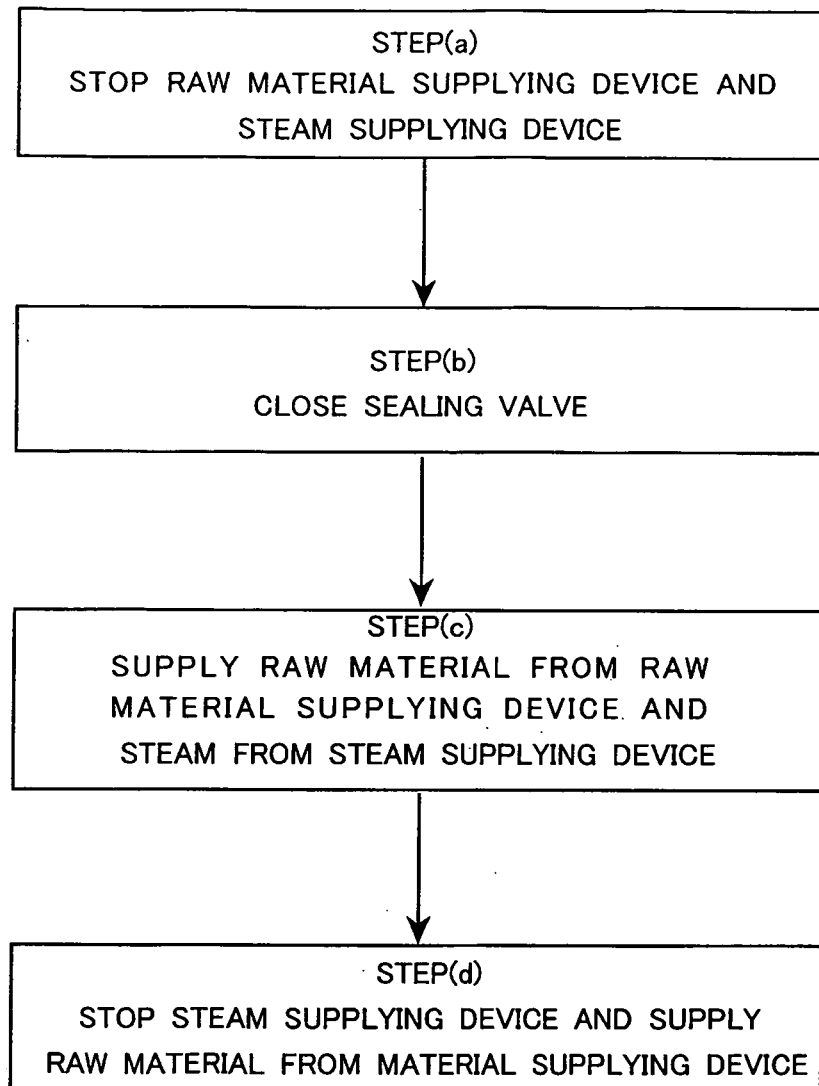 STEP(a)
STOP RAW MATERIAL SUPPLYING DEVICE AND
STEAM SUPPLYING DEVICE
STEP(b)
CLOSE SEALING VALVE
STEP(c)
SUPPLY RAW MATERIAL FROM RAW
MATERIAL SUPPLYING DEVICE AND
STEAM FROM STEAM SUPPLYING DEVICE
STEP(d)
STOP STEAM SUPPLYING DEVICE AND SUPPLY
RAW MATERIAL FROM MATERIAL SUPPLYING DEVICE